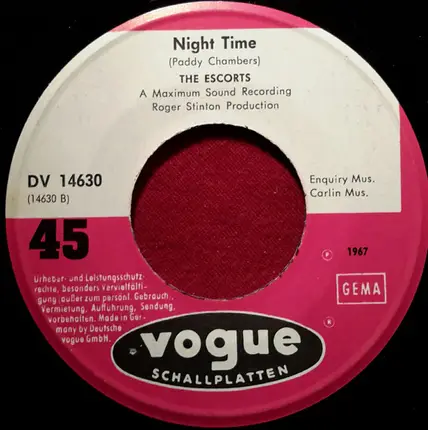 Night Time
(Paddy Chambers)
THE ESCORTS
A Maximum Sound Recording
Roger Stinton Production
DV 14630
(14630 B)
Enquiry Mus.
Carlin Mus.
45
P 1967
Urheber- und Leistungsschutz-
rechte, besonders Vervielfälti-
gung (außer zum persönl. Gebrauch),
Vermietung, Aufführung, Sendung,
vorbehalten. Made in Ger-
many by Deutsche
vogue GmbH.
GEMA
R
vogue
SCHALLPLATTEN